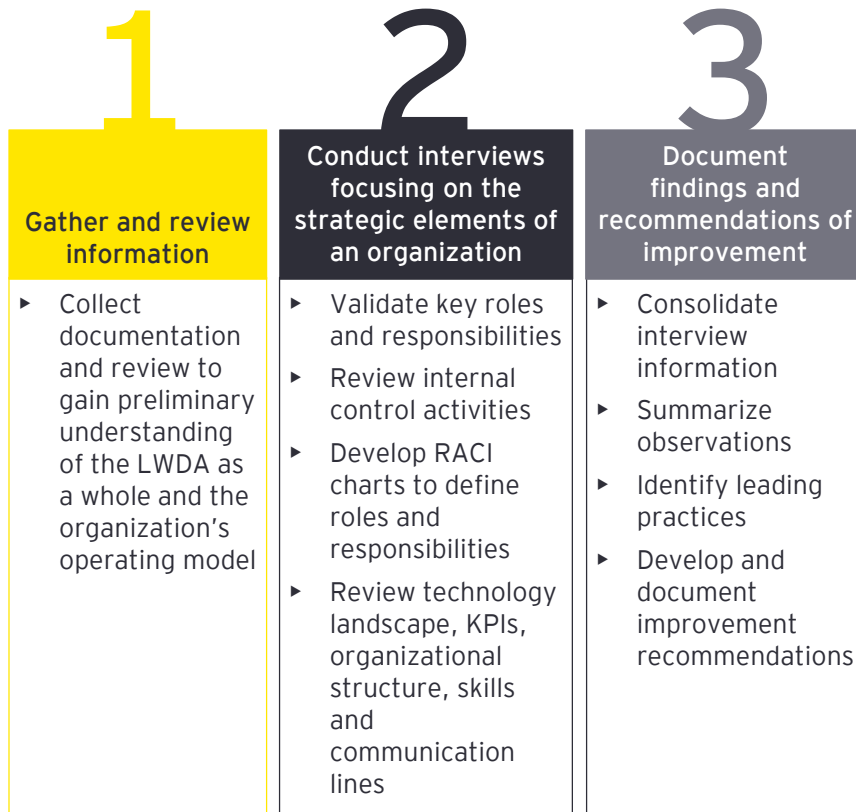 1
Gather and review
information
► Collect
documentation
and review to
gain preliminary
understanding
of the LWDA as
a whole and the
organization's
operating model
2
Conduct interviews
focusing on the
strategic elements of
an organization
► Validate key roles
and responsibilities
► Review internal
control activities
► Develop RACI
charts to define
roles and
responsibilities
► Review technology
landscape, KPIs,
organizational
structure, skills
and
communication
lines
3
Document
findings and
recommendations of
improvement
► Consolidate
interview
information
► Summarize
observations
► Identify leading
practices
► Develop and
document
improvement
recommendations